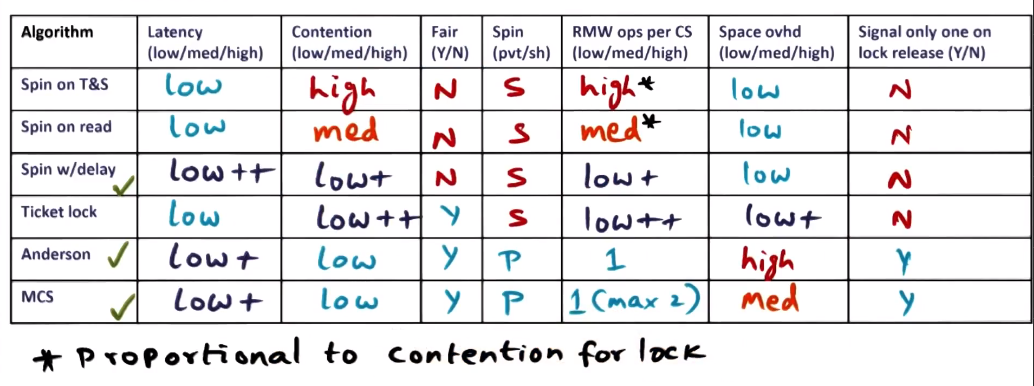 Algorithm Latency (low/med/high) Contention (low/med/high) Fair (Y/N) Spin (pvt/sh) RMW ops per CS (low/med/high) Space ovhd (low/med/high) Signal only one on lock release (Y/N)
Spin on T&S low high N S high* low N
Spin on read low med N S med* low N
Spin w/delay low++ low+ N S low+ low N
Ticket lock low low++ Y S low++ low+ N
Anderson low+ low Y P 1 high Y
MCS low+ low Y P 1 (max 2) med Y
* Proportional to contention for lock